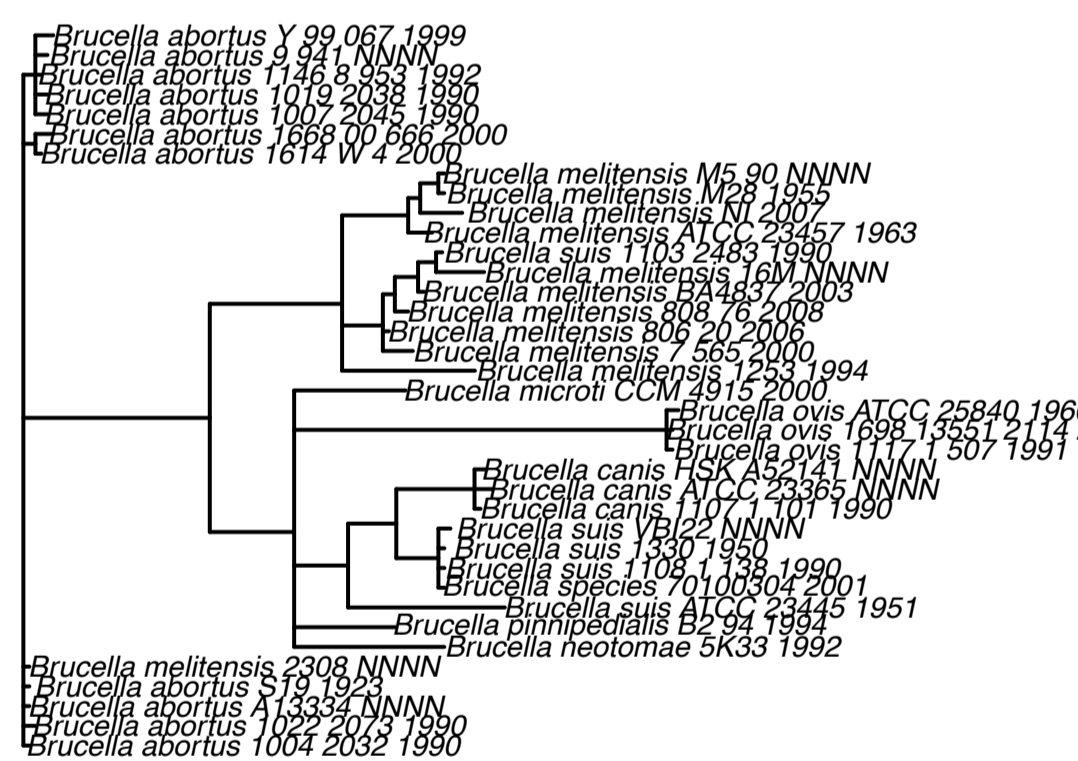 Brucella abortus Y 99 067 1999
Brucella abortus 9 941 NNNN
Brucella abortus 1146 8 953 1992
Brucella abortus 1019 2038 1990
Brucella abortus 1007 2045 1990
Brucella abortus 1668 00 666 2000
Brucella abortus 1614 W 4 2000
Brucella melitensis M5 90 NNNN
Brucella melitensis M28 1955
Brucella melitensis NI 2007
Brucella melitensis ATCC 23457 1963
Brucella suis 1103 2483 1990
Brucella melitensis 16M NNNN
Brucella melitensis BA4837 2003
Brucella melitensis 808 76 2008
Brucella melitensis 806 20 2006
Brucella melitensis 7 565 2000
Brucella melitensis 1253 1994
Brucella microti CCM 4915 2000
Brucella ovis ATCC 25840
Brucella ovis 1698 13551 2114
Brucella ovis 1117 1 507 1991
Brucella canis HSK A52141 NNNN
Brucella canis ATCC 23365 NNNN
Brucella canis 1107 1 101 1990
Brucella suis VBI22 NNNN
Brucella suis 1330 1950
Brucella suis 1108 1 138 1990
Brucella species 70100304 2001
Brucella suis ATCC 23445 1951
Brucella pinnipedialis B2 94 1994
Brucella neotomae 5K33 1992
Brucella melitensis 2308 NNNN
Brucella abortus S19 1923
Brucella abortus A13334 NNNN
Brucella abortus 1022 2073 1990
Brucella abortus 1004 2032 1990